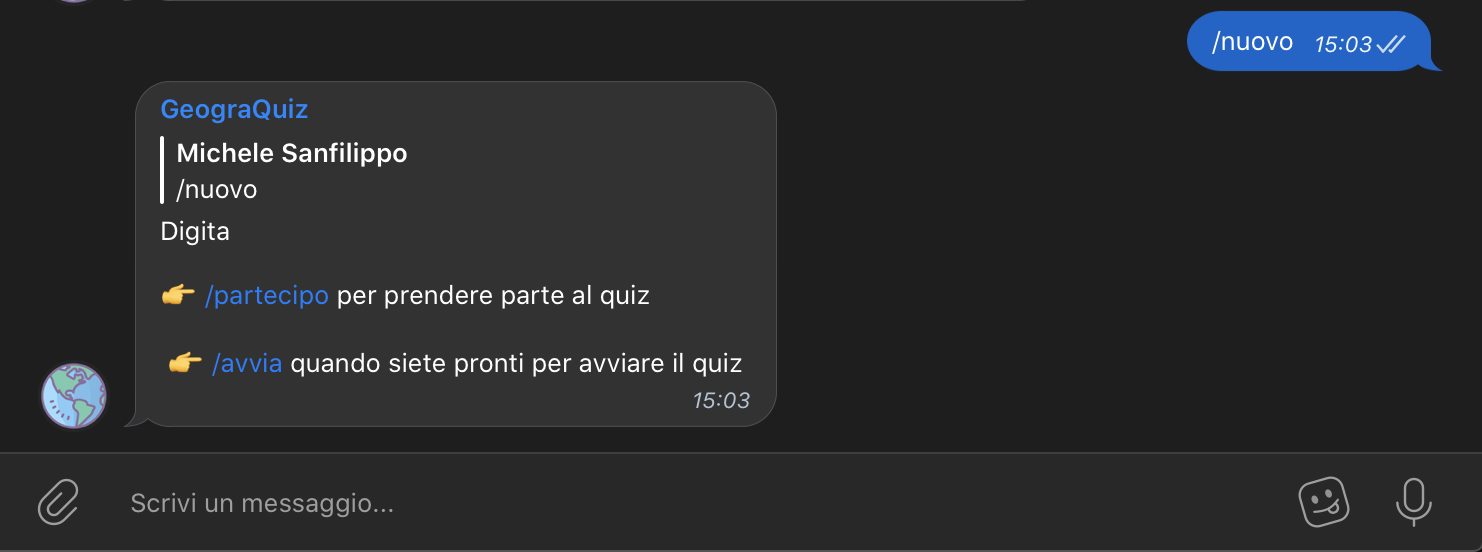 /nuovo 15:03
GeograQuiz
Michele Sanfilippo
/nuovo
Digita
👉 /partecipo per prendere parte al quiz
👉 /avvia quando siete pronti per avviare il quiz
15:03
Scrivi un messaggio...